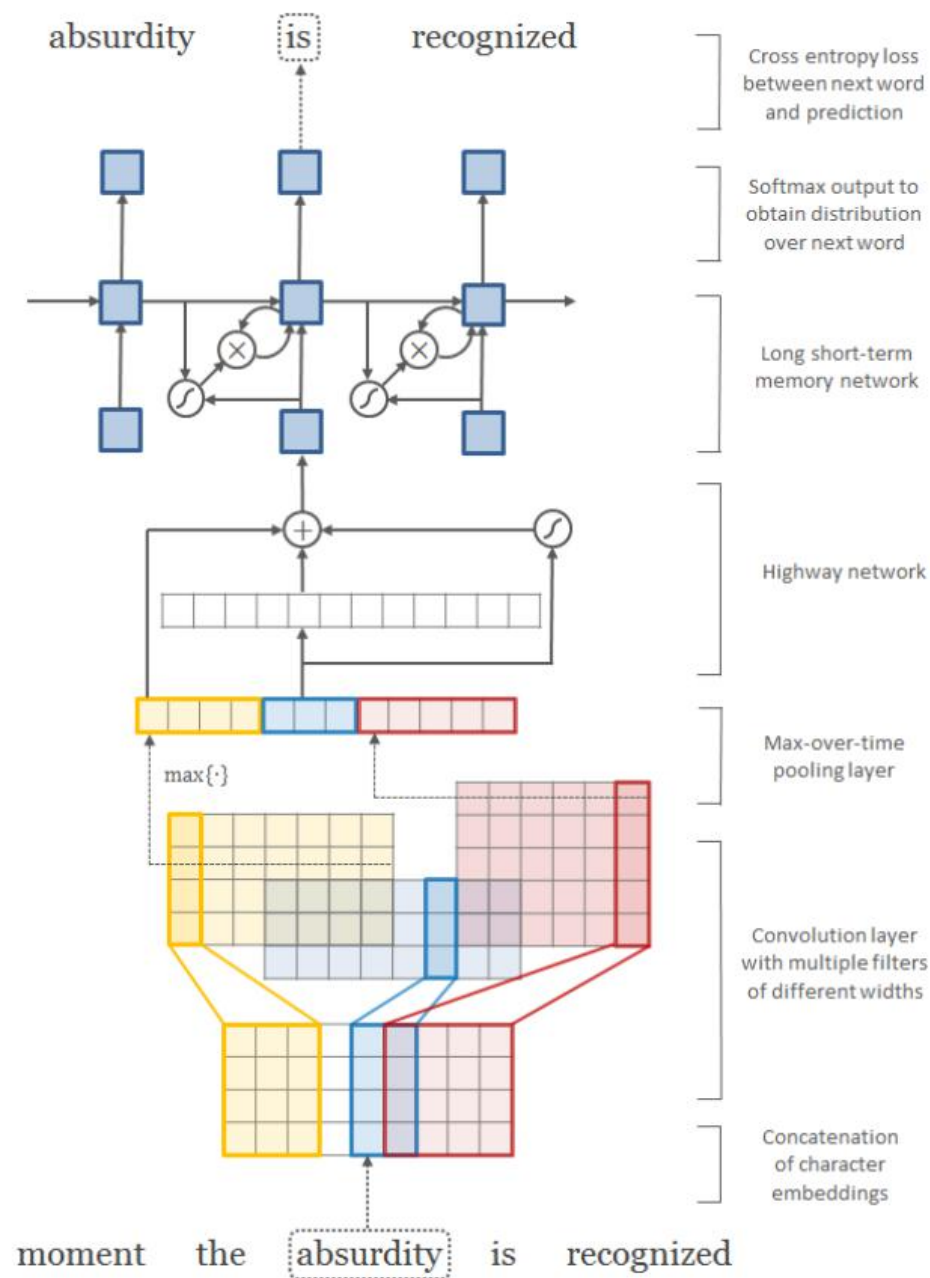 absurdity is recognized
Cross entropy loss
between next word
and prediction
Softmax output to
obtain distribution
over next word
Long short-term
memory network
Highway network
Max-over-time
pooling layer
max{·}
Convolution layer
with multiple filters
of different widths
Concatenation
of character
embeddings
moment the absurdity is recognized